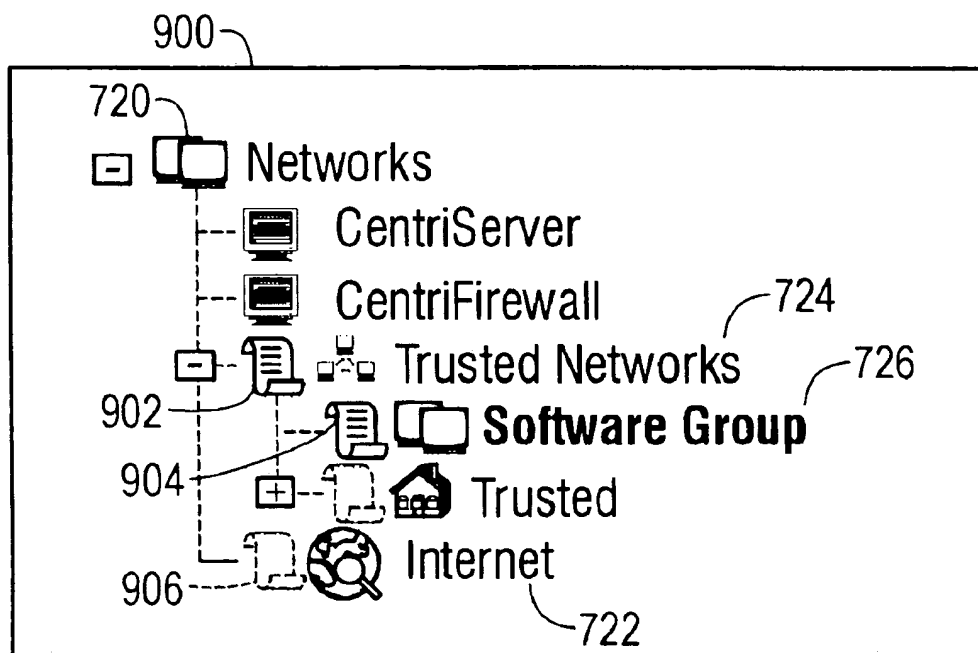 900
720
Networks
CentriServer
CentriFirewall
724
Trusted Networks
726
902
Software Group
904
Trusted
Internet
906
722